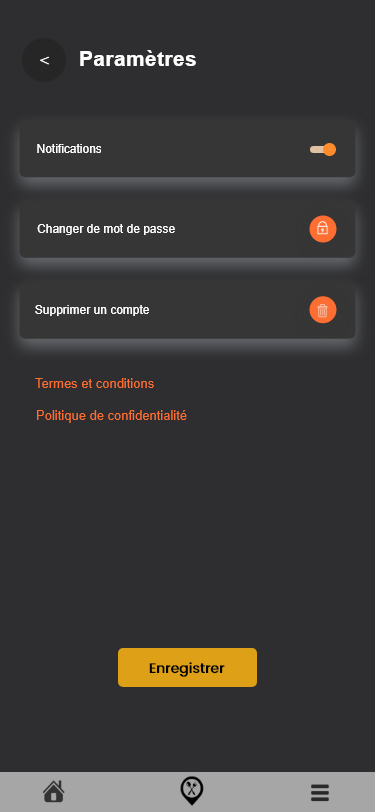 <
Paramètres
Notifications
Changer de mot de passe
Supprimer un compte
Termes et conditions
Politique de confidentialité
Enregistrer